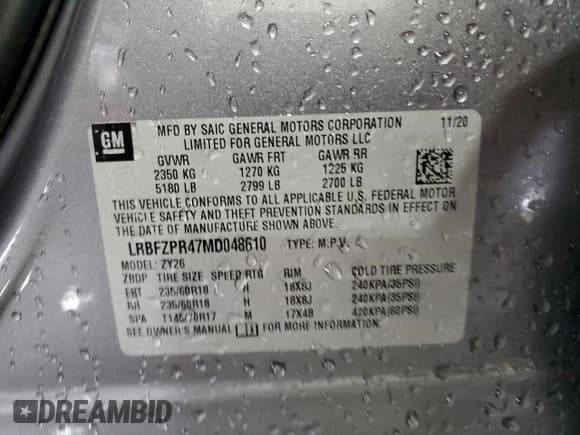 GM
MFD BY SAIC GENERAL MOTORS CORPORATION 11/20
LIMITED FOR GENERAL MOTORS LLC
GVWR GAWR FRT GAWR RR
2350 KG 1270 KG 1225 KG
5180 LB 2799 LB 2700 LB
THIS VEHICLE CONFORMS TO ALL APPLICABLE U.S. FEDERAL MOTOR
VEHICLE SAFETY AND THEFT PREVENTION STANDARDS IN EFFECT ON
THE DATE OF MANUFACTURE SHOWN ABOVE.
LRBFZPR47MD048610 TYPE: M.P.V.
MODEL: ZY26
ZBZD TIRE SIZE SPEED RTG RIM COLD TIRE PRESSURE
FRT 235/60R18 H 18X8J 240KPA(35PSI)
RR 235/60R18 H 18X8J 240KPA(35PSI)
SPA T145/70R17 M 17X4B 420KPA(60PSI)
SEE OWNER'S MANUAL FOR MORE INFORMATION.
DREAMBID